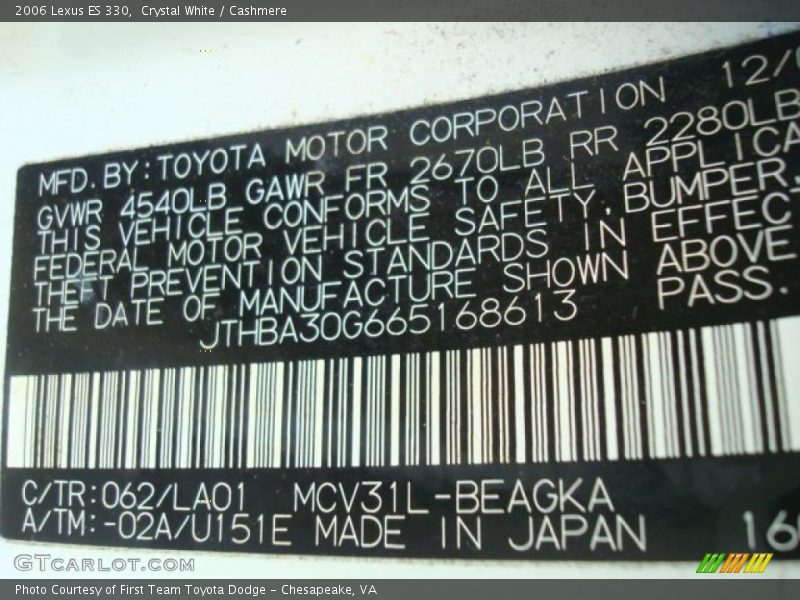 2006 Lexus ES 330, Crystal White / Cashmere
MFD. BY: TOYOTA MOTOR CORPORATION 12/
GVWR 4540LB GAWR FR 2670LB RR 2280LB
THIS VEHICLE CONFORMS TO ALL APPLICA
FEDERAL MOTOR VEHICLE SAFETY, BUMPER,
THEFT PREVENTION STANDARDS IN EFFEC
THE DATE OF MANUFACTURE SHOWN ABOVE
JTHBA30G665168613 PASS.
C/TR:062/LA01 MCV31L-BEAGKA
A/TM:-02A/U151E MADE IN JAPAN 16
GTCARLOT.COM
Photo Courtesy of First Team Toyota Dodge - Chesapeake, VA